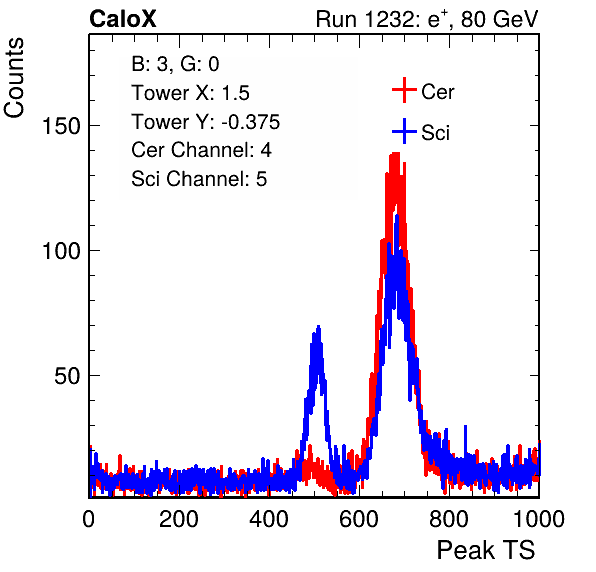 CaloX Run 1232: e⁺, 80 GeV
Counts
B: 3, G: 0
Tower X: 1.5
Tower Y: -0.375
Cer Channel: 4
Sci Channel: 5
Cer
Sci
150
100
50
0 200 400 600 800 1000
Peak TS